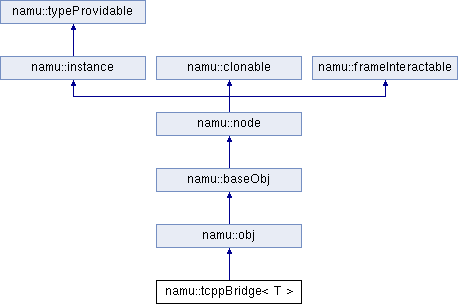 namu::typeProvidable
namu::instance
namu::clonable
namu::frameInteractable
namu::node
namu::baseObj
namu::obj
namu::tcppBridge< T >